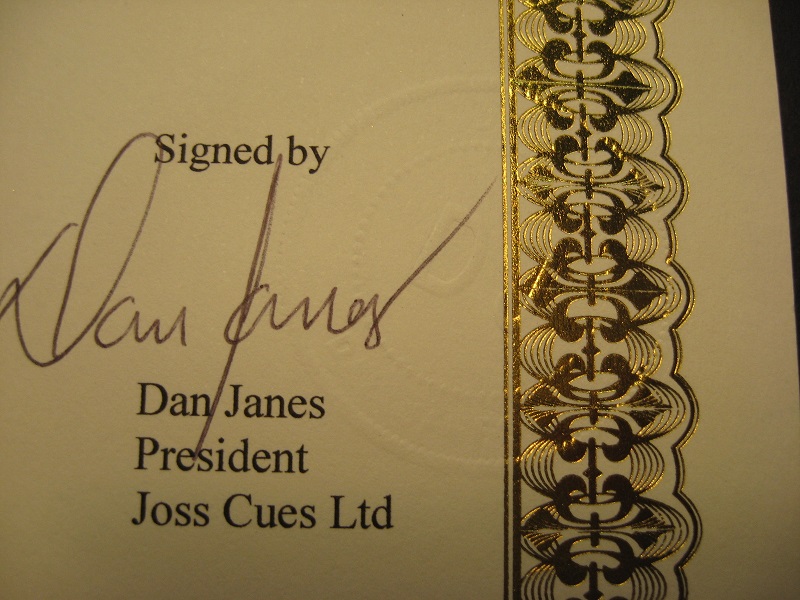 Signed by
Dan Janes
Dan Janes
President
Joss Cues Ltd